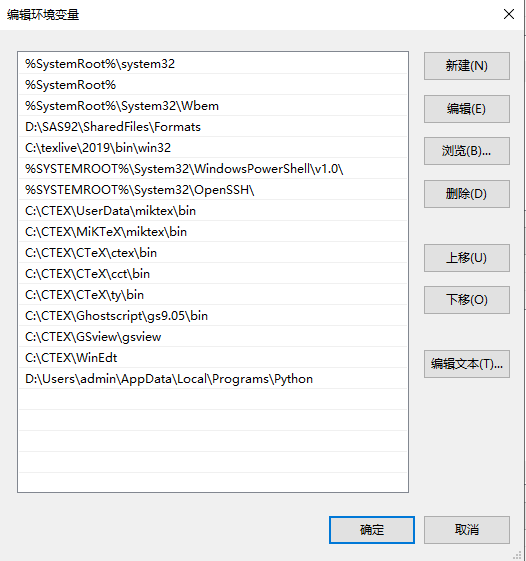 编辑环境变量
%SystemRoot%\system32
%SystemRoot%
%SystemRoot%\System32\Wbem
D:\SAS92\SharedFiles\Formats
C:\texlive\2019\bin\win32
%SYSTEMROOT%\System32\WindowsPowerShell\v1.0\
%SYSTEMROOT%\System32\OpenSSH\
C:\CTEX\UserData\miktex\bin
C:\CTEX\MiKTeX\miktex\bin
C:\CTEX\CTeX\ctex\bin
C:\CTEX\CTeX\cct\bin
C:\CTEX\CTeX\ty\bin
C:\CTEX\Ghostscript\gs9.05\bin
C:\CTEX\GSview\gsview
C:\CTEX\WinEdt
D:\Users\admin\AppData\Local\Programs\Python
新建(N)
编辑(E)
浏览(B)...
删除(D)
上移(U)
下移(O)
编辑文本(T)...
确定
取消